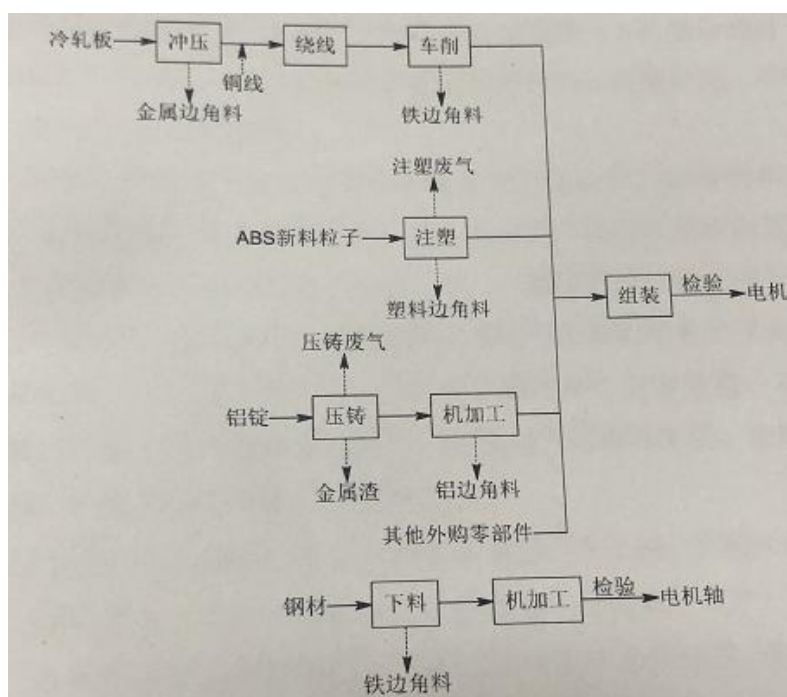 冷轧板 冲压 绕线 车削
铜线
金属边角料 铁边角料
注塑废气
ABS新料粒子 注塑
塑料边角料
组装 检验 电机
压铸废气
铝锭 压铸 机加工
金属渣 铝边角料
其他外购零部件
钢材 下料 机加工 检验 电机轴
铁边角料